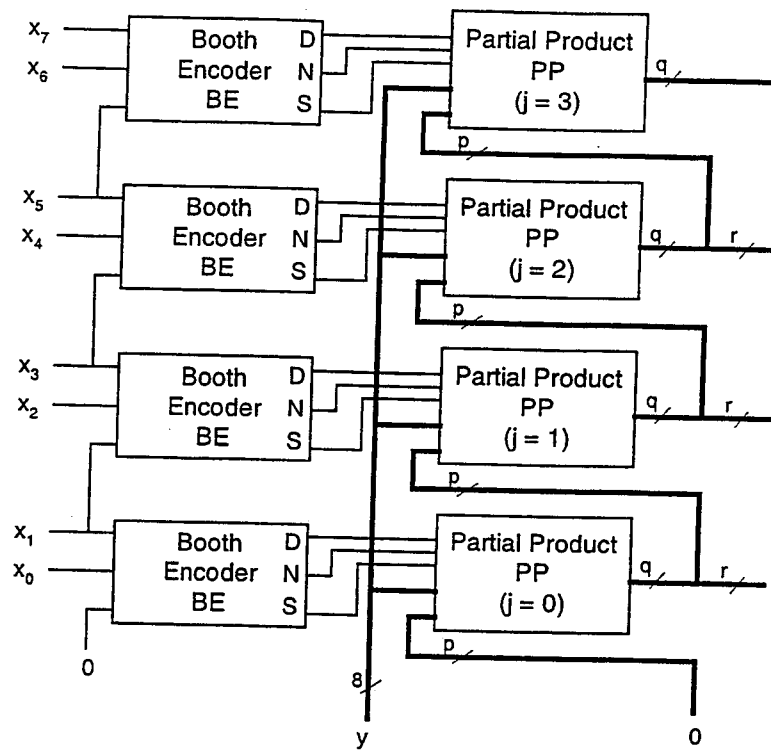 x₇
x₆
Booth
Encoder
BE
D
N
S
Partial Product
PP
(j = 3)
q
p
x₅
x₄
Booth
Encoder
BE
D
N
S
Partial Product
PP
(j = 2)
q
r
p
x₃
x₂
Booth
Encoder
BE
D
N
S
Partial Product
PP
(j = 1)
q
r
p
x₁
x₀
Booth
Encoder
BE
D
N
S
Partial Product
PP
(j = 0)
q
r
p
0
8
y
0